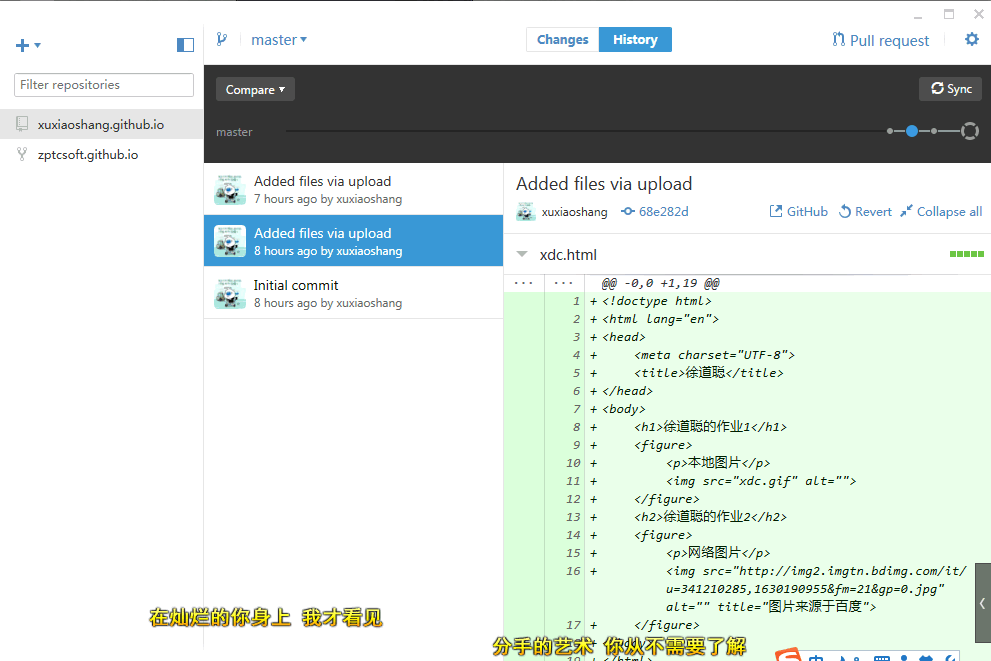 master
Changes
History
Pull request
Filter repositories
xuxiaoshang.github.io
zptcsoft.github.io
Compare
Sync
master
Added files via upload
7 hours ago by xuxiaoshang
Added files via upload
8 hours ago by xuxiaoshang
Initial commit
8 hours ago by xuxiaoshang
Added files via upload
xuxiaoshang 68e282d GitHub Revert Collapse all
xdc.html
... ... @@ -0,0 +1,19 @@
1 +<!doctype html>
2 +<html lang="en">
3 +<head>
4 + <meta charset="UTF-8">
5 + <title>徐道聪</title>
6 +</head>
7 +<body>
8 + <h1>徐道聪的作业1</h1>
9 + <figure>
10 + <p>本地图片</p>
11 + <img src="xdc.gif" alt="">
12 + </figure>
13 + <h2>徐道聪的作业2</h2>
14 + <figure>
15 + <p>网络图片</p>
16 + <img src="http://img2.imgtn.bdimg.com/it/
u=341210285,1630190955&fm=21&gp=0.jpg"
alt="" title="图片来源于百度">
17 + </figure>
在灿烂的你身上 我才看见
分手的艺术 你从不需要了解